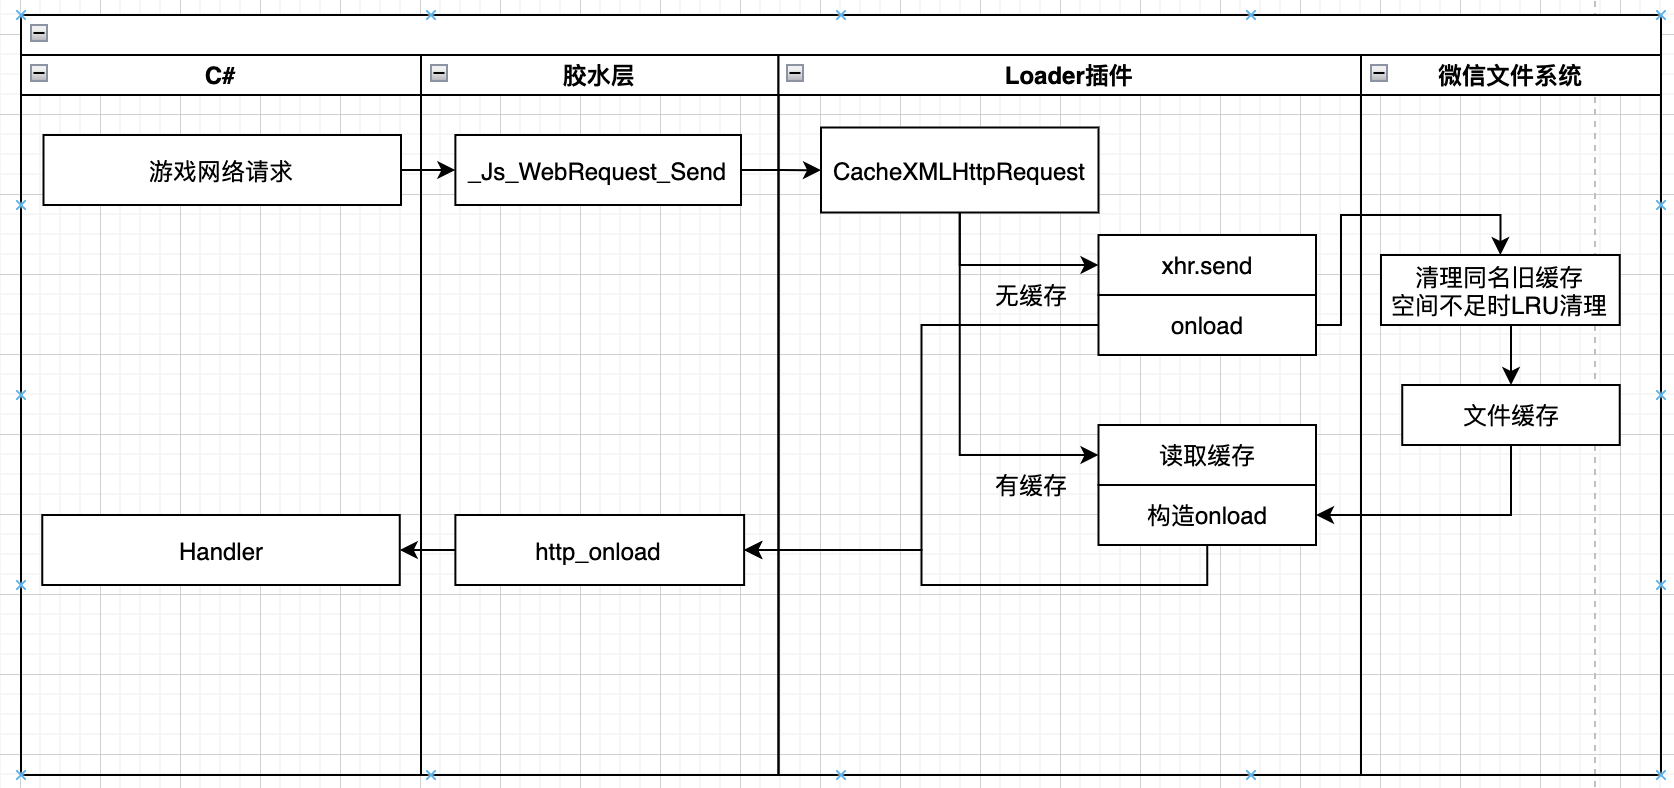 C#
胶水层
Loader插件
微信文件系统
游戏网络请求
_Js_WebRequest_Send
CacheXMLHttpRequest
xhr.send
无缓存
onload
清理同名旧缓存
空间不足时LRU清理
文件缓存
读取缓存
有缓存
构造onload
Handler
http_onload